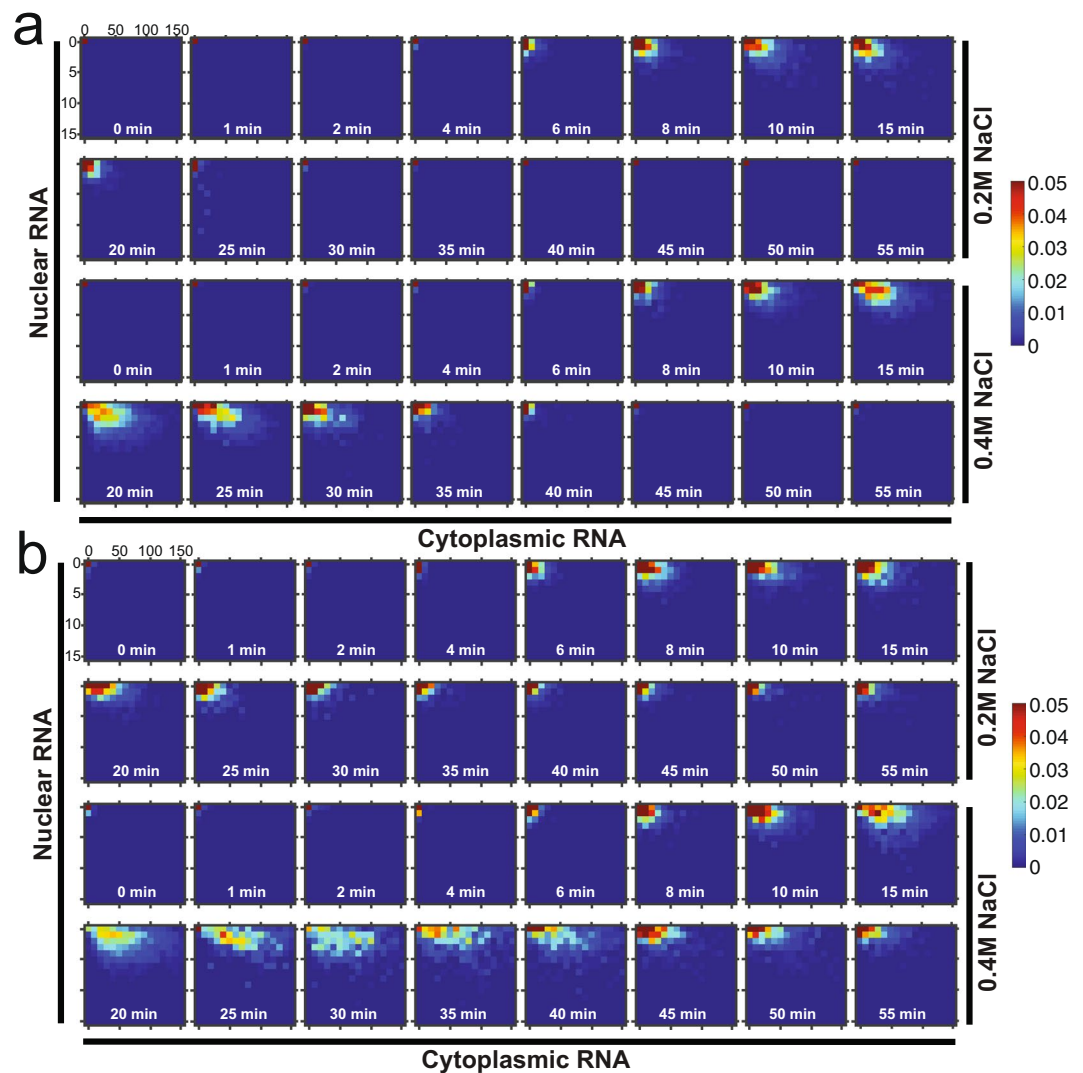 a
0 50 100 150
0
5
10
15
0 min 1 min 2 min 4 min 6 min 8 min 10 min 15 min
20 min 25 min 30 min 35 min 40 min 45 min 50 min 55 min
0.2M NaCl
0 min 1 min 2 min 4 min 6 min 8 min 10 min 15 min
20 min 25 min 30 min 35 min 40 min 45 min 50 min 55 min
0.4M NaCl
Nuclear RNA
Cytoplasmic RNA
0.05
0.04
0.03
0.02
0.01
0
b
0 50 100 150
0
5
10
15
0 min 1 min 2 min 4 min 6 min 8 min 10 min 15 min
20 min 25 min 30 min 35 min 40 min 45 min 50 min 55 min
0.2M NaCl
0 min 1 min 2 min 4 min 6 min 8 min 10 min 15 min
20 min 25 min 30 min 35 min 40 min 45 min 50 min 55 min
0.4M NaCl
Nuclear RNA
Cytoplasmic RNA
0.05
0.04
0.03
0.02
0.01
0